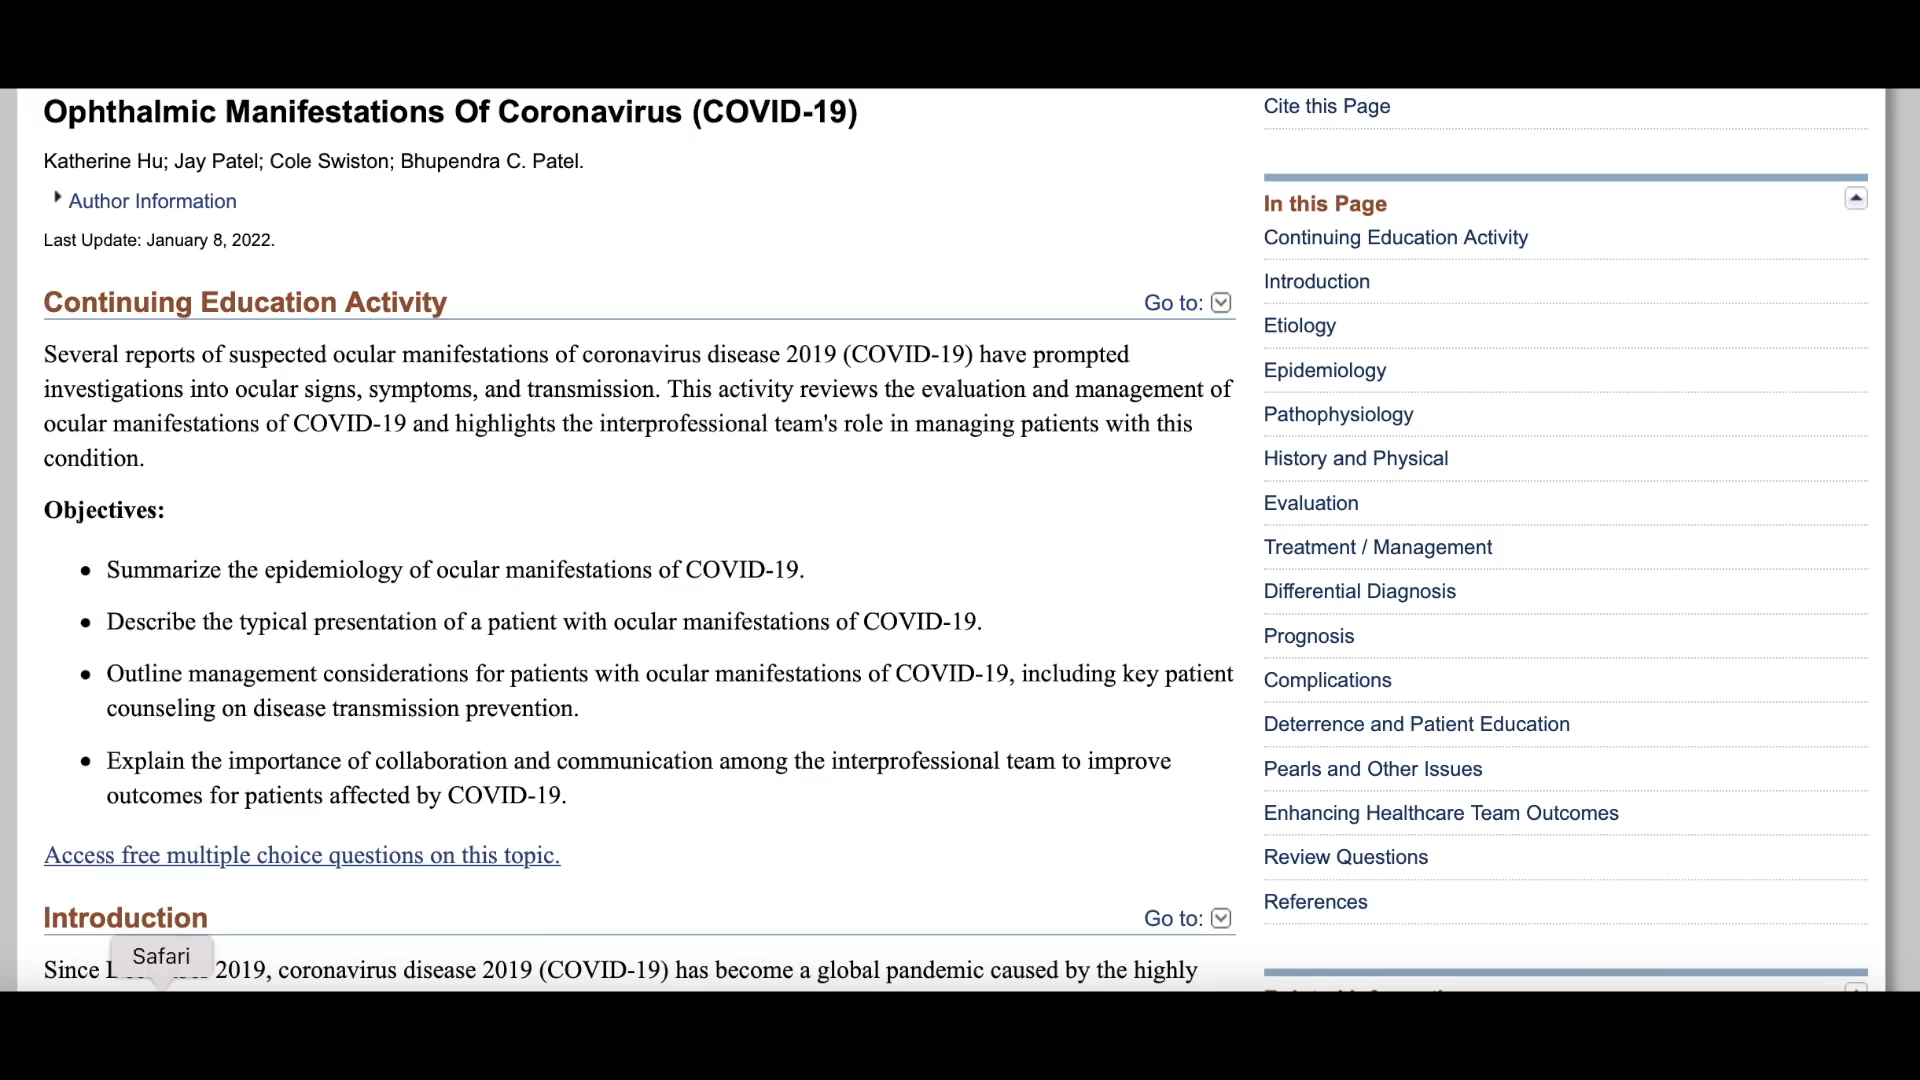 Ophthalmic Manifestations Of Coronavirus (COVID-19)
Katherine Hu; Jay Patel; Cole Swiston; Bhupendra C. Patel.
Author Information
Last Update: January 8, 2022.
Continuing Education Activity
Go to:
Several reports of suspected ocular manifestations of coronavirus disease 2019 (COVID-19) have prompted
investigations into ocular signs, symptoms, and transmission. This activity reviews the evaluation and management of
ocular manifestations of COVID-19 and highlights the interprofessional team's role in managing patients with this
condition.
Objectives:
• Summarize the epidemiology of ocular manifestations of COVID-19.
• Describe the typical presentation of a patient with ocular manifestations of COVID-19.
• Outline management considerations for patients with ocular manifestations of COVID-19, including key patient
counseling on disease transmission prevention.
• Explain the importance of collaboration and communication among the interprofessional team to improve
outcomes for patients affected by COVID-19.
Access free multiple choice questions on this topic.
Introduction
Go to:
Safari
Since 2019, coronavirus disease 2019 (COVID-19) has become a global pandemic caused by the highly
Cite this Page
In this Page
Continuing Education Activity
Introduction
Etiology
Epidemiology
Pathophysiology
History and Physical
Evaluation
Treatment / Management
Differential Diagnosis
Prognosis
Complications
Deterrence and Patient Education
Pearls and Other Issues
Enhancing Healthcare Team Outcomes
Review Questions
References